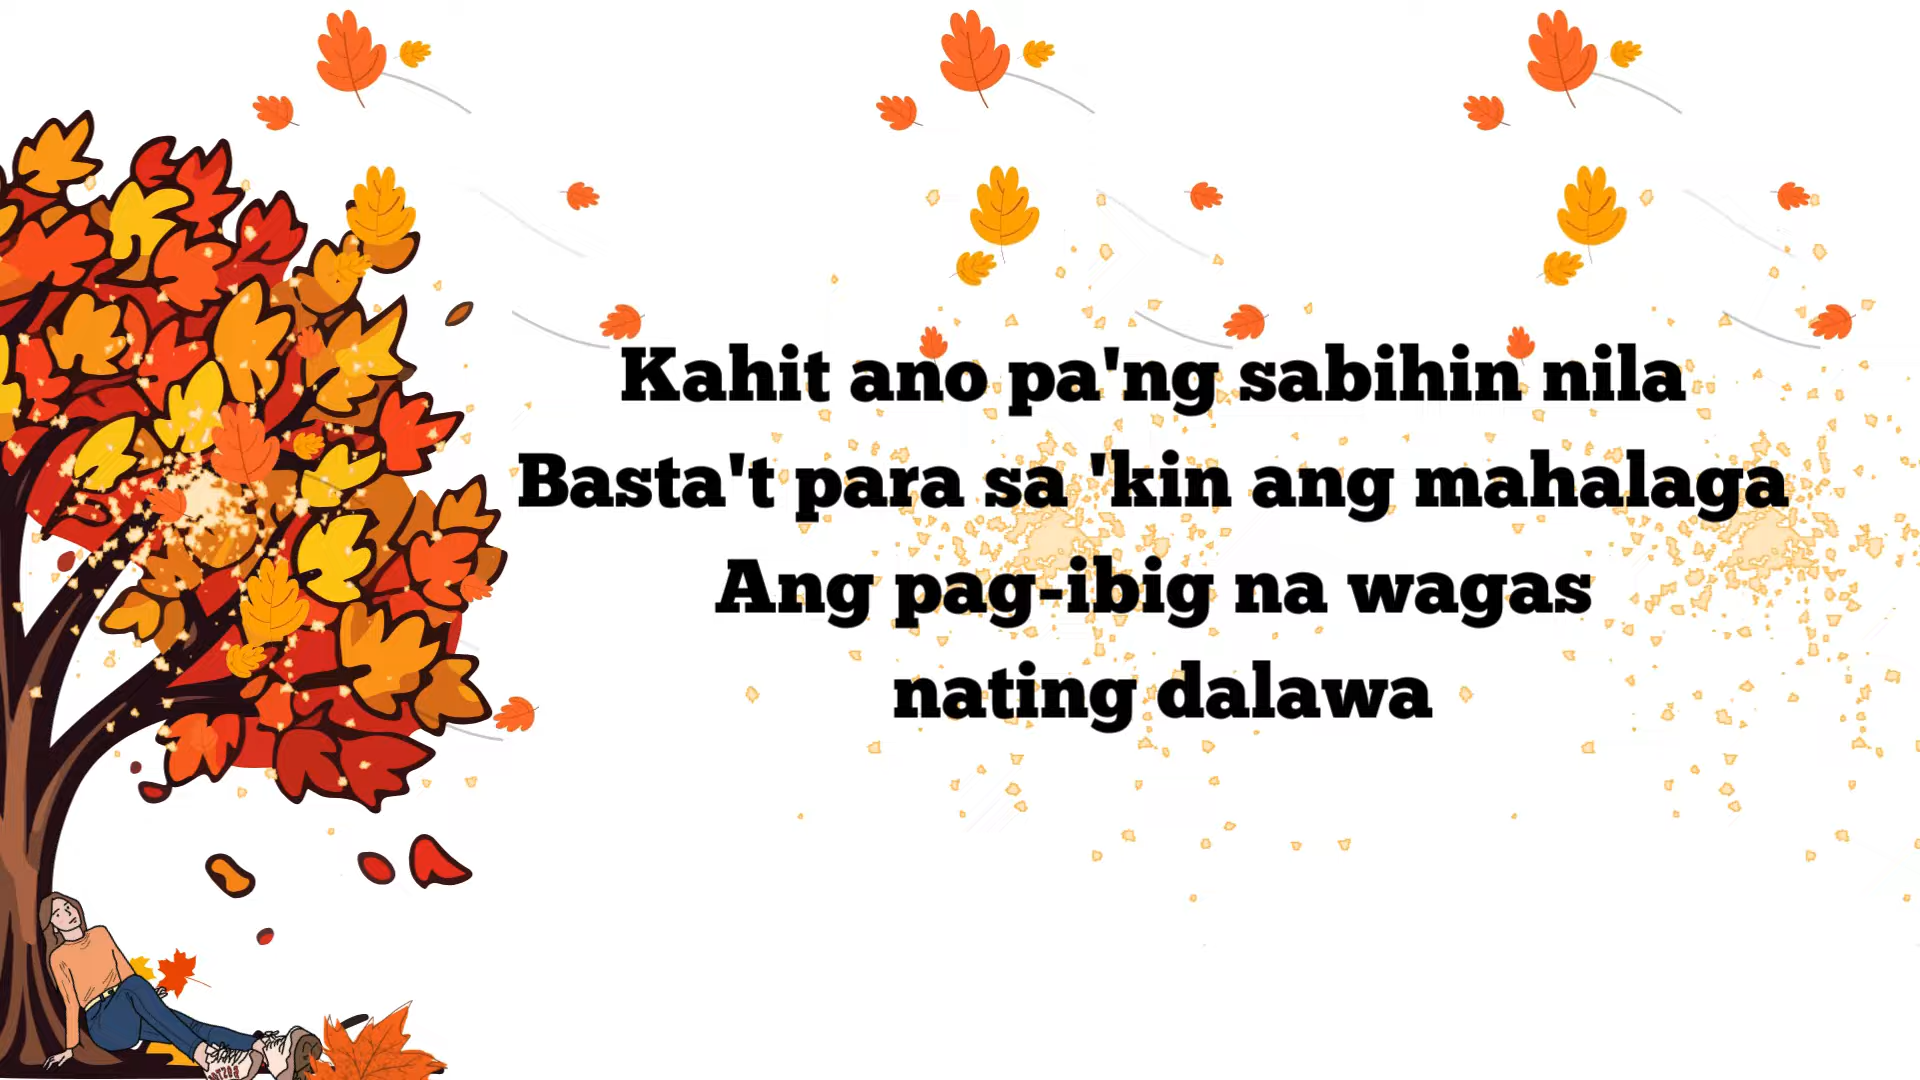 Kahit ano pa'ng sabihin nila
Basta't para sa 'kin ang mahalaga
Ang pag-ibig na wagas
nating dalawa